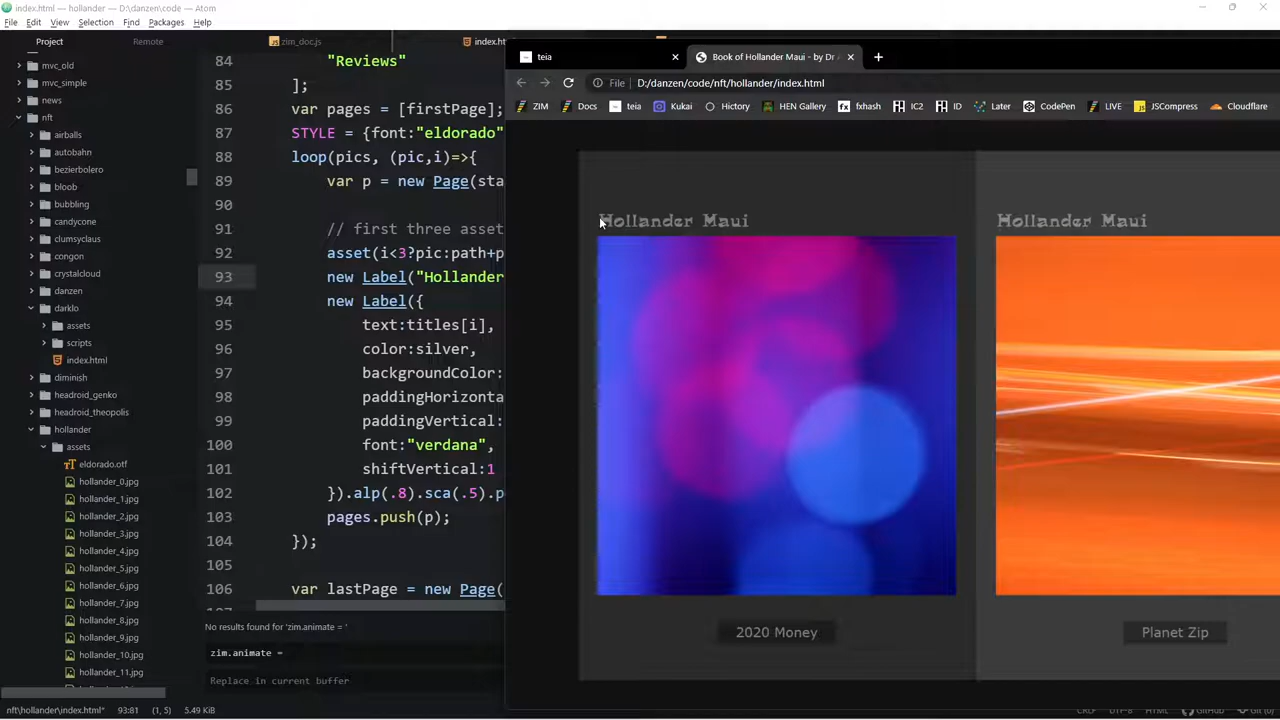 index.html — hollander — D:\danzen\code — Atom
File Edit View Selection Find Packages Help
Project Remote
zim_doc.js
index.ht
mvc_old
mvc_simple
news
nft
airballs
autobahn
bezierbolero
bloob
bubbling
candycone
clumsyclaus
congon
crystalcloud
danzen
darklo
assets
scripts
index.html
diminish
headroid_genko
headroid_theopolis
hollander
assets
eldorado.otf
hollander_0.jpg
hollander_1.jpg
hollander_2.jpg
hollander_3.jpg
hollander_4.jpg
hollander_5.jpg
hollander_6.jpg
hollander_7.jpg
hollander_8.jpg
hollander_9.jpg
hollander_10.jpg
hollander_11.jpg
84 "Reviews"
85 ];
86 var pages = [firstPage];
87 STYLE = {font:"eldorado"
88 loop(pics, (pic,i)=>{
89 var p = new Page(sta
90
91 // first three asset
92 asset(i<3?pic:path+p
93 new Label("Hollander
94 new Label({
95 text:titles[i],
96 color:silver,
97 backgroundColor:
98 paddingHorizonta
99 paddingVertical:
100 font:"verdana",
101 shiftVertical:1
102 }).alp(.8).sca(.5).p
103 pages.push(p);
104 });
105
106 var lastPage = new Page(
No results found for 'zim.animate = '
zim.animate =
Replace in current buffer
nft\hollander\index.html* 93:81 (1, 5) 5.49 KiB
CRLF UTF-8 HTML GitHub Git (0)
teia
Book of Hollander Maui - by Dr
File D:/danzen/code/nft/hollander/index.html
ZIM Docs teia Kukai Hictory HEN Gallery fxhash IC2 ID Later CodePen LIVE JSCompress Cloudflare
Hollander Maui
Hollander Maui
2020 Money
Planet Zip